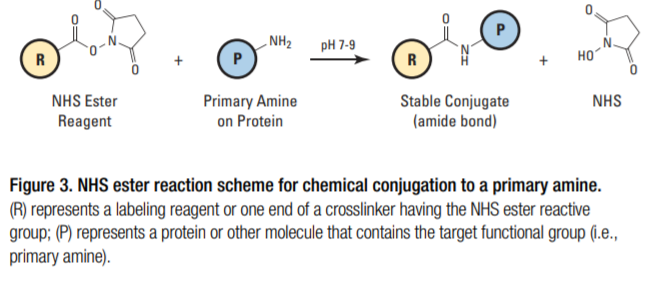 O
O
O
N
O
R
NHS Ester
Reagent
+
P
NH₂
Primary Amine
on Protein
pH 7-9
O
R
N
H
P
Stable Conjugate
(amide bond)
+
O
N
HO
O
NHS
Figure 3. NHS ester reaction scheme for chemical conjugation to a primary amine.
(R) represents a labeling reagent or one end of a crosslinker having the NHS ester reactive
group; (P) represents a protein or other molecule that contains the target functional group (i.e.,
primary amine).